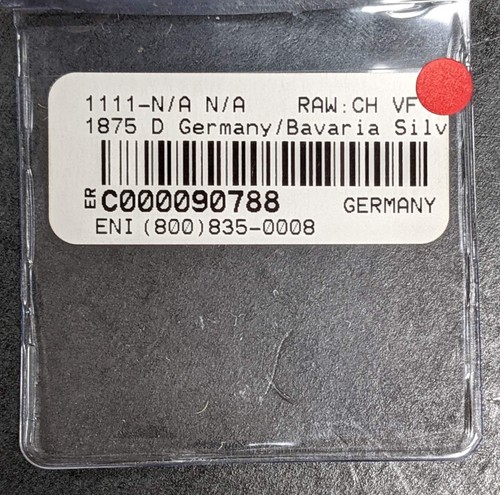 1111-N/A N/A RAW:CH VF
1875 D Germany/Bavaria Silv
ER C000090788 GERMANY
ENI (800)835-0008